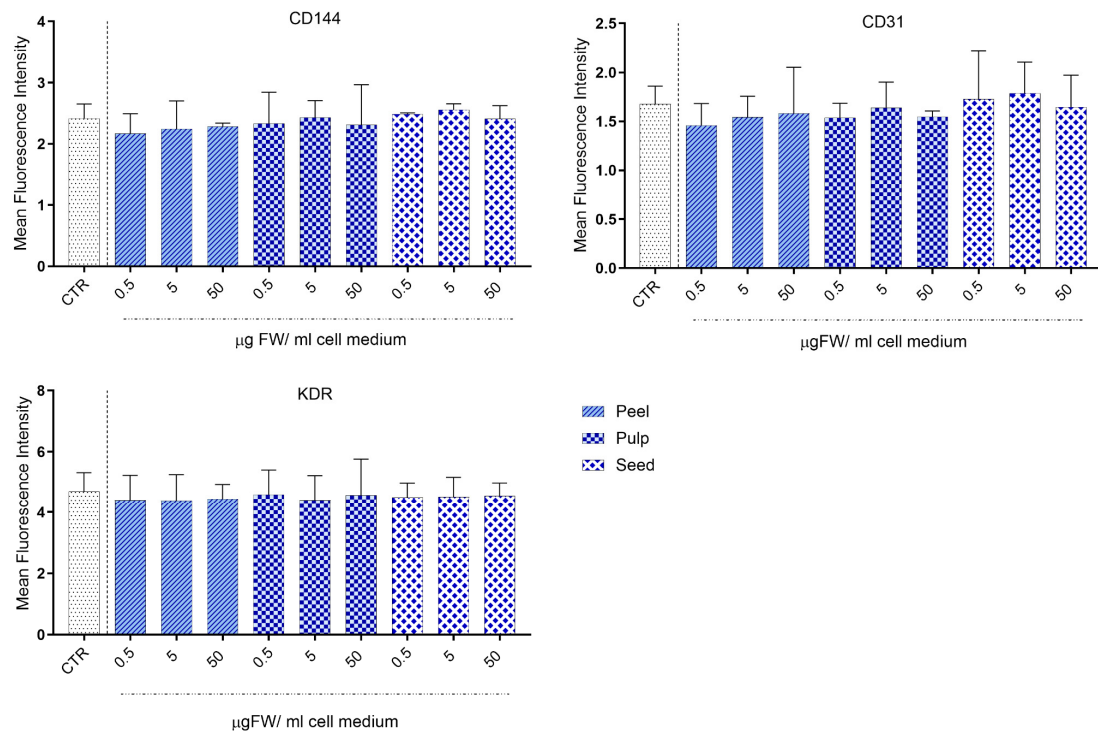 CD144
Mean Fluorescence Intensity
4
3
2
1
0
CTR
0.5
5
50
0.5
5
50
0.5
5
50
μg FW/ ml cell medium
CD31
Mean Fluorescence Intensity
2.5
2.0
1.5
1.0
0.5
0.0
CTR
0.5
5
50
0.5
5
50
0.5
5
50
μgFW/ ml cell medium
KDR
Mean Fluorescence Intensity
8
6
4
2
0
CTR
0.5
5
50
0.5
5
50
0.5
5
50
μgFW/ ml cell medium
Peel
Pulp
Seed